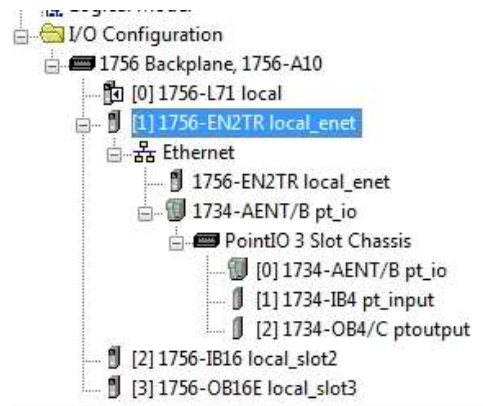 I/O Configuration
1756 Backplane, 1756-A10
[0] 1756-L71 local
[1] 1756-EN2TR local_enet
Ethernet
1756-EN2TR local_enet
1734-AENT/B pt_io
PointIO 3 Slot Chassis
[0] 1734-AENT/B pt_io
[1] 1734-IB4 pt_input
[2] 1734-OB4/C ptoutput
[2] 1756-IB16 local_slot2
[3] 1756-OB16E local_slot3